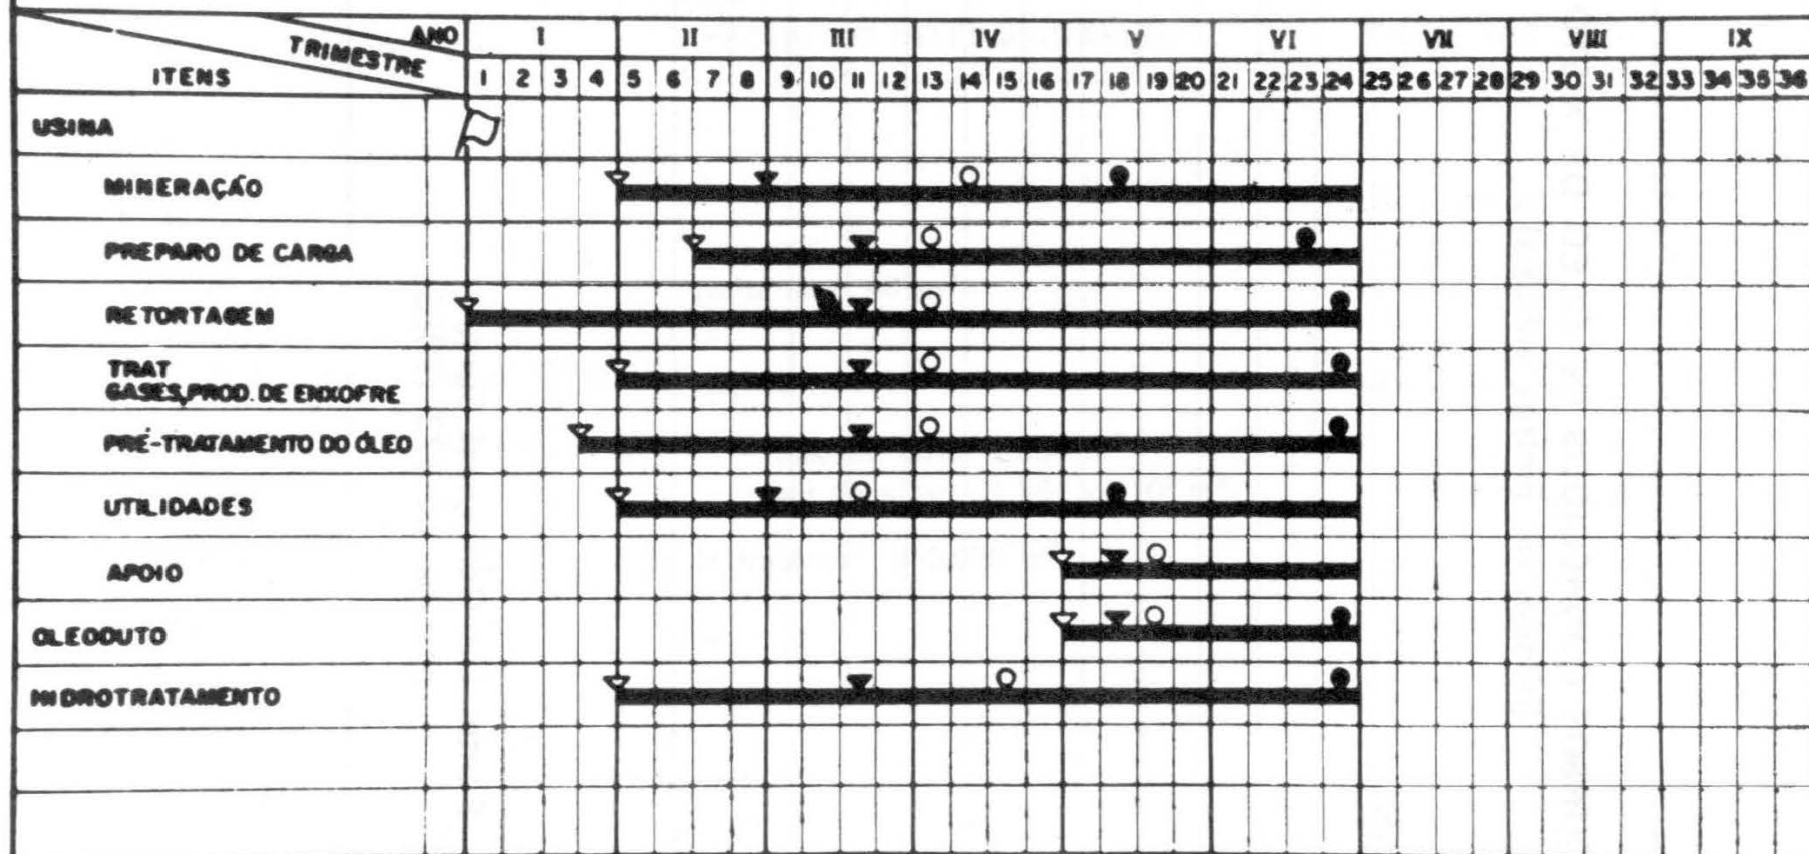 ANO I II III IV V VI VII VIII IX
TRIMESTRE
ITENS 1 2 3 4 5 6 7 8 9 10 11 12 13 14 15 16 17 18 19 20 21 22 23 24 25 26 27 28 29 30 31 32 33 34 35 36
USINA
MINERAÇÃO
PREPARO DE CARGA
RETORTAGEM
TRAT
GASES, PROD. DE ENXOFRE
PRÉ-TRATAMENTO DO ÓLEO
UTILIDADES
APOIO
OLEODUTO
HIDROTRATAMENTO